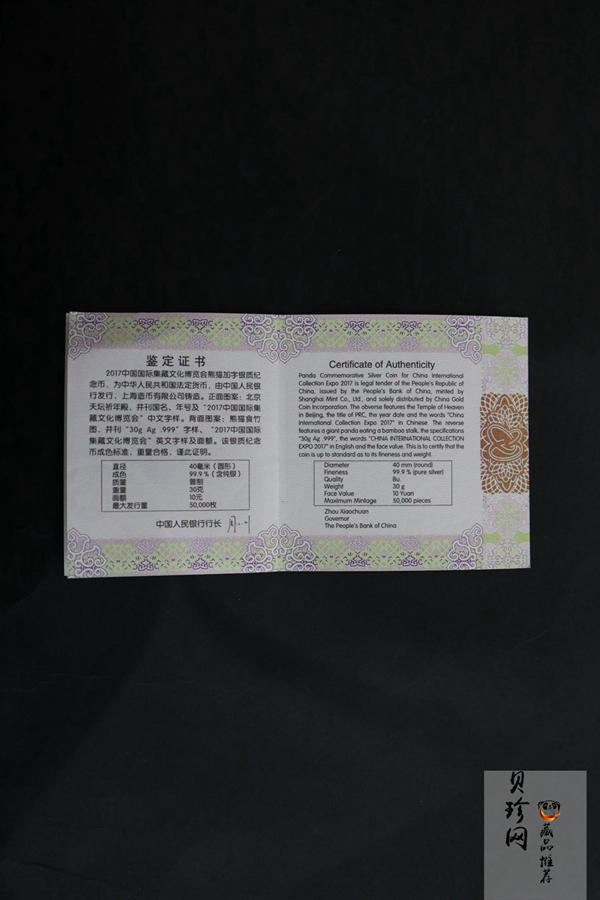 鉴定证书
2017中国国际集藏文化博览会熊猫加字银质纪
念币，为中华人民共和国法定货币，由中国人民银
行发行，上海造币有限公司铸造。正面图案：北京
天坛祈年殿，并刊国名、年号及“2017中国国际集
藏文化博览会”中文字样。背面图案：熊猫食竹
图，并刊“30g Ag .999”字样、“2017中国国际
集藏文化博览会”英文字样及面额。该银质纪念
币成色标准，重量合格，谨此证明。
直径 40毫米（圆形）
成色 99.9％（含纯银）
质量 普制
重量 30克
面额 10元
最大发行量 50,000枚
中国人民银行行长
Certificate of Authenticity
Panda Commemorative Silver Coin for China International
Collection Expo 2017 is legal tender of the People's Republic of
China, issued by the People's Bank of China, minted by
Shanghai Mint Co., Ltd., and solely distributed by China Gold
Coin Incorporation. The obverse features the Temple of Heaven
in Beijing, the title of PRC, the year date and the words "China
International Collection Expo 2017" in Chinese. The reverse
features a giant panda eating a bamboo stalk, the specifications
"30g Ag .999", the words "CHINA INTERNATIONAL COLLECTION
EXPO 2017" in English and the face value. This is to certify that the
coin is up to standard as to its fineness and weight.
Diameter 40 mm (round)
Fineness 99.9 % (pure silver)
Quality Bu.
Weight 30 g
Face Value 10 Yuan
Maximum Mintage 50,000 pieces
Zhou Xiaochuan
Governor
The People's Bank of China
贝珍网
藏品推荐